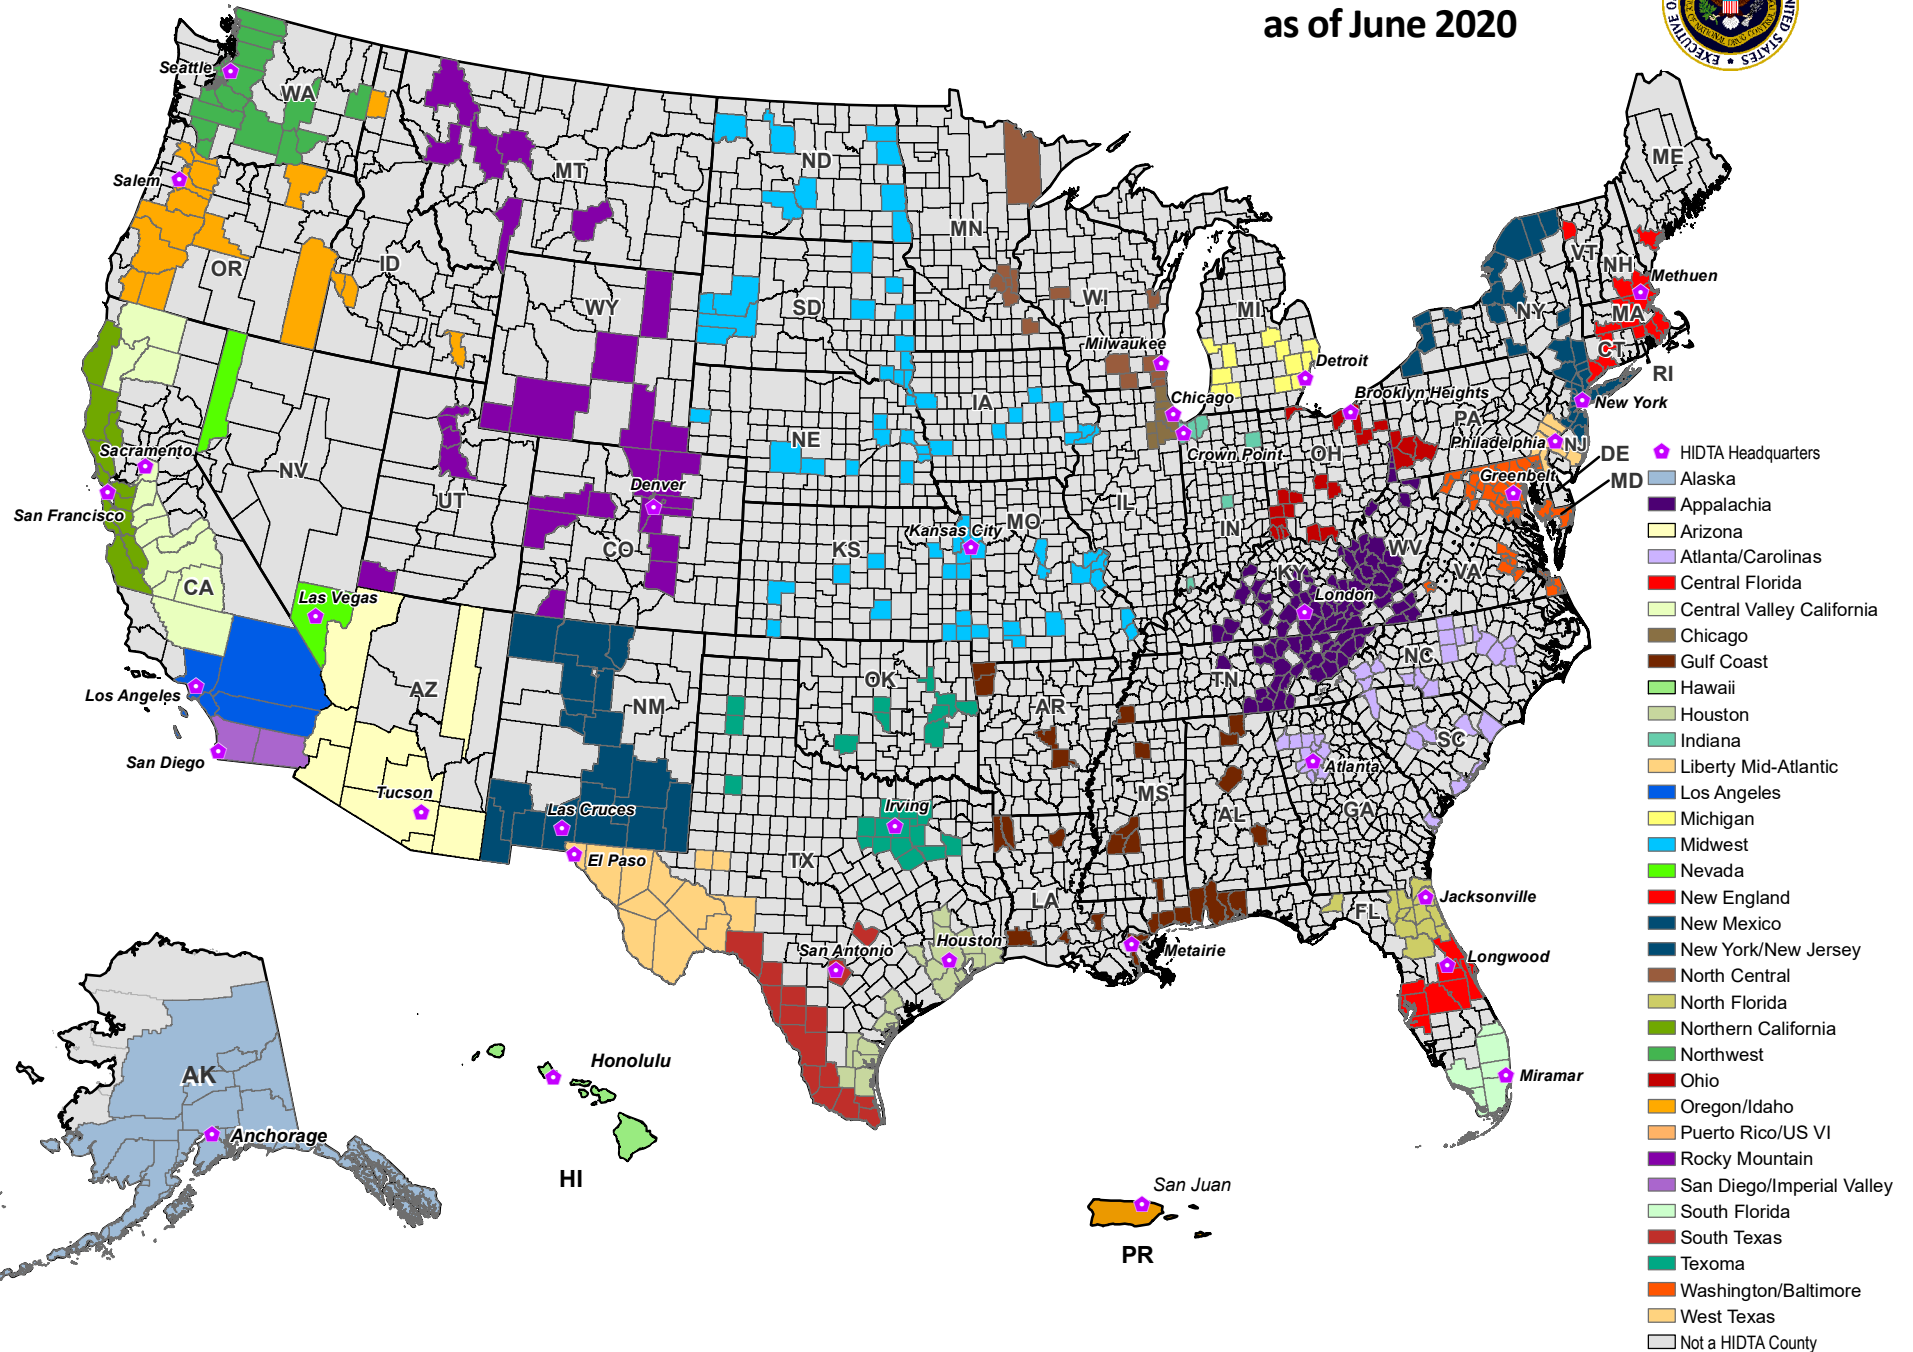 as of June 2020
EXECUTIVE
UNITED STATES
Seattle
WA
Salem
OR
ID
MT
ND
MN
WI
MI
ME
VT
NH
Methuen
NY
MA
CT
RI
WY
SD
Milwaukee
Detroit
Chicago
Brooklyn Heights
PA
New York
Philadelphia
NJ
DE
Greenbelt
MD
Crown Point
OH
IA
NE
Sacramento
NV
UT
Denver
San Francisco
CO
KS
Kansas City
MO
IL
IN
WV
VA
KY
London
CA
Las Vegas
Los Angeles
AZ
NM
OK
AR
TN
NC
SC
San Diego
Tucson
Las Cruces
El Paso
Irving
TX
MS
AL
GA
Atlanta
LA
FL
Jacksonville
Longwood
San Antonio
Houston
Metairie
Miramar
AK
Anchorage
Honolulu
HI
San Juan
PR
HIDTA Headquarters
Alaska
Appalachia
Arizona
Atlanta/Carolinas
Central Florida
Central Valley California
Chicago
Gulf Coast
Hawaii
Houston
Indiana
Liberty Mid-Atlantic
Los Angeles
Michigan
Midwest
Nevada
New England
New Mexico
New York/New Jersey
North Central
North Florida
Northern California
Northwest
Ohio
Oregon/Idaho
Puerto Rico/US VI
Rocky Mountain
San Diego/Imperial Valley
South Florida
South Texas
Texoma
Washington/Baltimore
West Texas
Not a HIDTA County